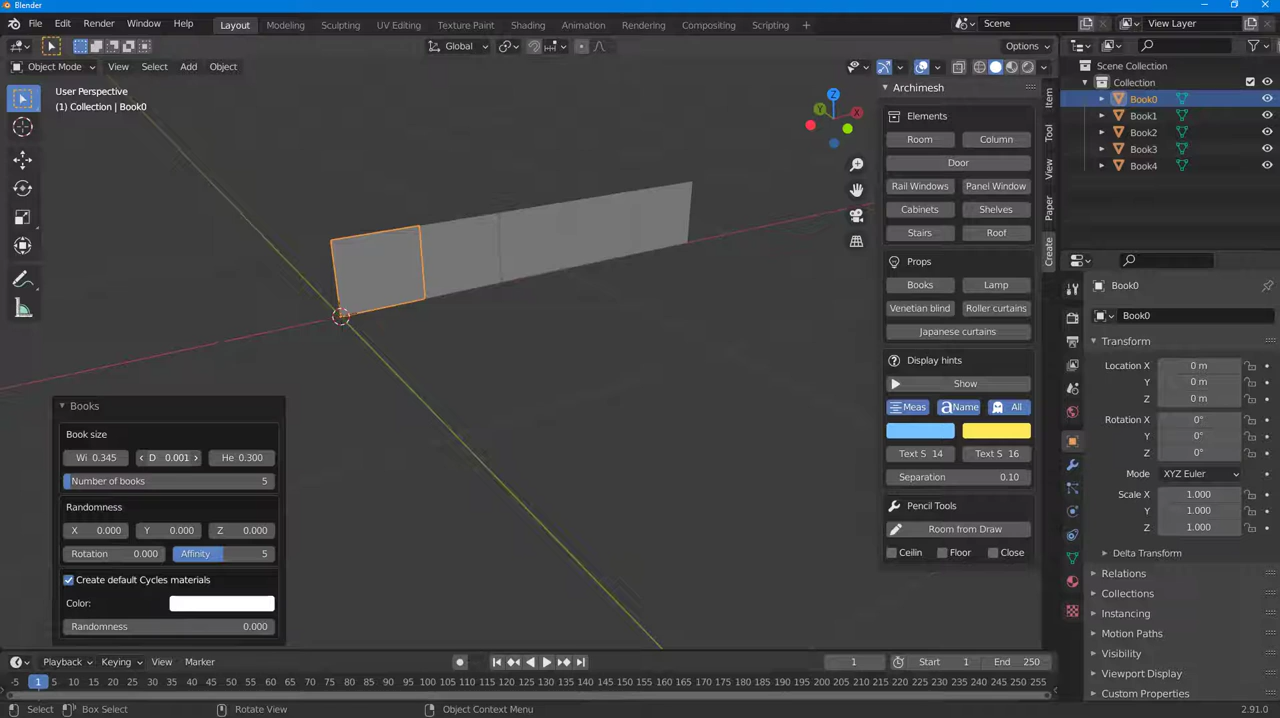 Blender
File Edit Render Window Help Layout Modeling Sculpting UV Editing Texture Paint Shading Animation Rendering Compositing Scripting + Scene View Layer
Global Options
Object Mode View Select Add Object
User Perspective
(1) Collection | Book0
Z
Y
X
Archimesh
Elements
Room Column
Door
Rail Windows Panel Window
Cabinets Shelves
Stairs Roof
Props
Books Lamp
Venetian blind Roller curtains
Japanese curtains
Display hints
Show
Meas Name All
Text S 14 Text S 16
Separation 0.10
Pencil Tools
Room from Draw
Ceilin Floor Close
Item
Tool
View
Paper
Create
Scene Collection
Collection
Book0
Book1
Book2
Book3
Book4
Book0
Book0
Transform
Location X 0 m
Y 0 m
Z 0 m
Rotation X 0°
Y 0°
Z 0°
Mode XYZ Euler
Scale X 1.000
Y 1.000
Z 1.000
Delta Transform
Relations
Collections
Instancing
Motion Paths
Visibility
Viewport Display
Custom Properties
Books
Book size
Wi 0.345 D 0.001 He 0.300
Number of books 5
Randomness
X 0.000 Y 0.000 Z 0.000
Rotation 0.000 Affinity 5
Create default Cycles materials
Color:
Randomness 0.000
Playback Keying View Marker 1 Start 1 End 250
-5 1 5 10 15 20 25 30 35 40 45 50 55 60 65 70 75 80 85 90 95 100 105 110 115 120 125 130 135 140 145 150 155 160 165 170 175 180 185 190 195 200 205 210 215 220 225 230 235 240 245 250 255
Select Box Select Rotate View Object Context Menu 2.91.0